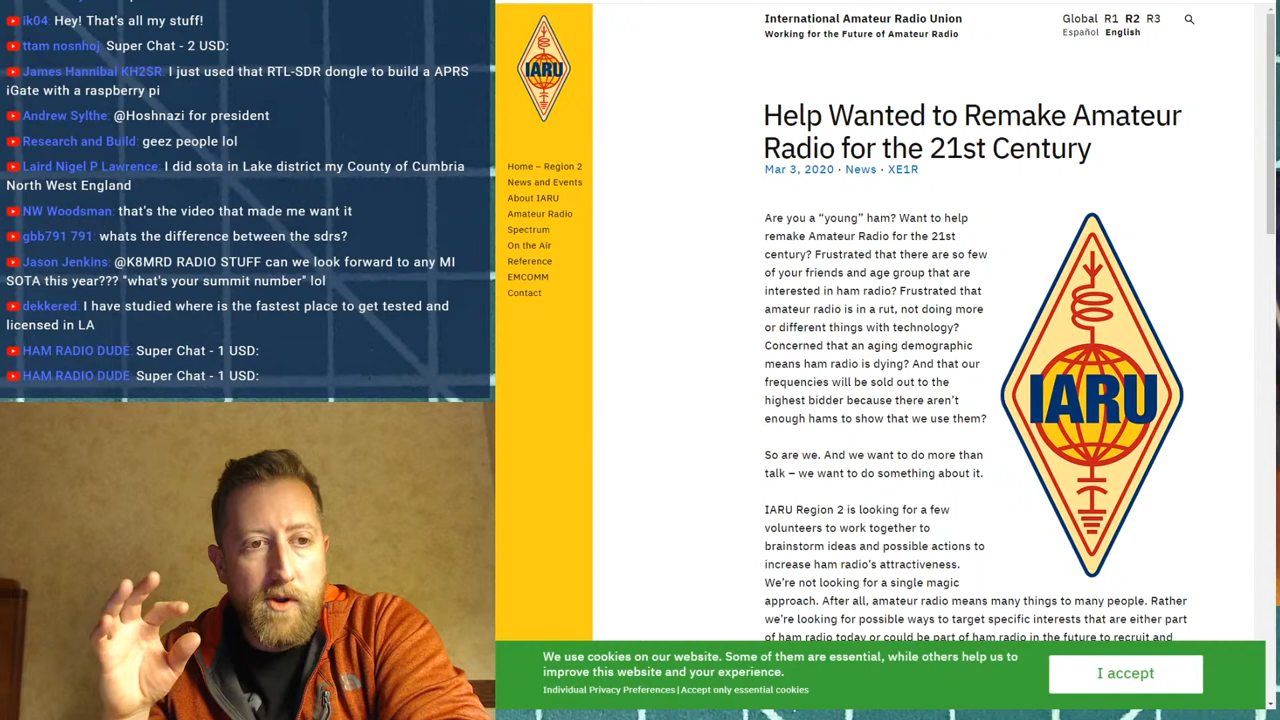 ik04: Hey! That's all my stuff!
ttam nosnhoj: Super Chat - 2 USD:
James Hannibal KH2SR: I just used that RTL-SDR dongle to build a APRS
iGate with a raspberry pi
Andrew Sylthe: @Hoshnazi for president
Research and Build: geez people lol
Laird Nigel P Lawrence: I did sota in Lake district my County of Cumbria
North West England
NW Woodsman: that's the video that made me want it
gbb791 791: whats the difference between the sdrs?
Jason Jenkins: @K8MRD RADIO STUFF can we look forward to any MI
SOTA this year??? "what's your summit number" lol
dekkered: I have studied where is the fastest place to get tested and
licensed in LA
HAM RADIO DUDE: Super Chat - 1 USD:
HAM RADIO DUDE: Super Chat - 1 USD:
IARU
Home – Region 2
News and Events
About IARU
Amateur Radio
Spectrum
On the Air
Reference
EMCOMM
Contact
International Amateur Radio Union
Working for the Future of Amateur Radio
Global R1 R2 R3
Español English
Help Wanted to Remake Amateur
Radio for the 21st Century
Mar 3, 2020 · News · XE1R
Are you a “young” ham? Want to help
remake Amateur Radio for the 21st
century? Frustrated that there are so few
of your friends and age group that are
interested in ham radio? Frustrated that
amateur radio is in a rut, not doing more
or different things with technology?
Concerned that an aging demographic
means ham radio is dying? And that our
frequencies will be sold out to the
highest bidder because there aren’t
enough hams to show that we use them?
So are we. And we want to do more than
talk – we want to do something about it.
IARU Region 2 is looking for a few
volunteers to work together to
brainstorm ideas and possible actions to
increase ham radio’s attractiveness.
We’re not looking for a single magic
approach. After all, amateur radio means many things to many people. Rather
we’re looking for possible ways to target specific interests that are either part
of ham radio today or could be part of ham radio in the future to recruit and
IARU
We use cookies on our website. Some of them are essential, while others help us to
improve this website and your experience.
Individual Privacy Preferences | Accept only essential cookies
I accept